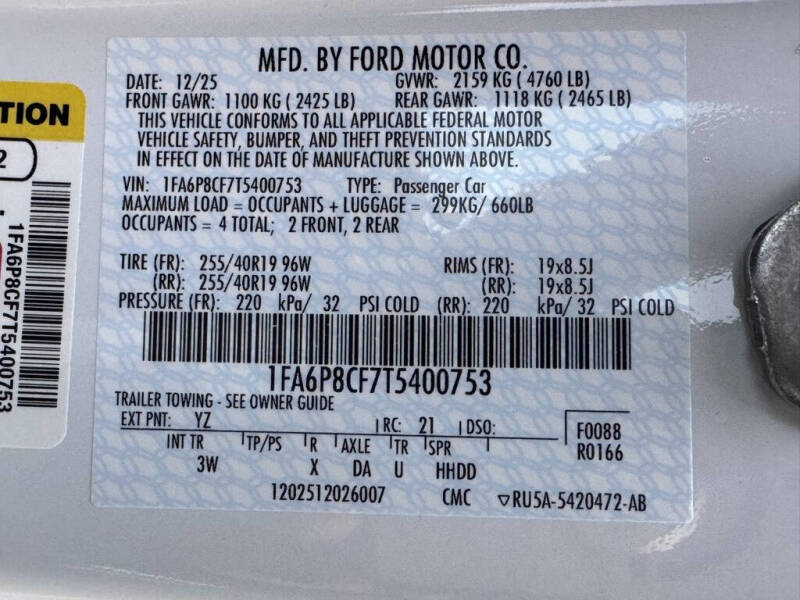 MFD. BY FORD MOTOR CO.
DATE: 12/25 GVWR: 2159 KG ( 4760 LB)
FRONT GAWR: 1100 KG ( 2425 LB) REAR GAWR: 1118 KG ( 2465 LB)
THIS VEHICLE CONFORMS TO ALL APPLICABLE FEDERAL MOTOR
VEHICLE SAFETY, BUMPER, AND THEFT PREVENTION STANDARDS
IN EFFECT ON THE DATE OF MANUFACTURE SHOWN ABOVE.
VIN: 1FA6P8CF7T5400753 TYPE: Passenger Car
MAXIMUM LOAD = OCCUPANTS + LUGGAGE = 299KG/ 660LB
OCCUPANTS = 4 TOTAL; 2 FRONT, 2 REAR
TIRE (FR): 255/40R19 96W RIMS (FR): 19x8.5J
(RR): 255/40R19 96W (RR): 19x8.5J
PRESSURE (FR): 220 kPa/ 32 PSI COLD (RR): 220 kPa/ 32 PSI COLD
1FA6P8CF7T5400753
TRAILER TOWING - SEE OWNER GUIDE
EXT PNT: YZ RC: 21 DSO: F0088
R0166
INT TR TP/PS R AXLE TR SPR
3W X DA U HHDD
1202512026007 CMC ▽RU5A-5420472-AB
TION
2
1FA6P8CF7T5400753